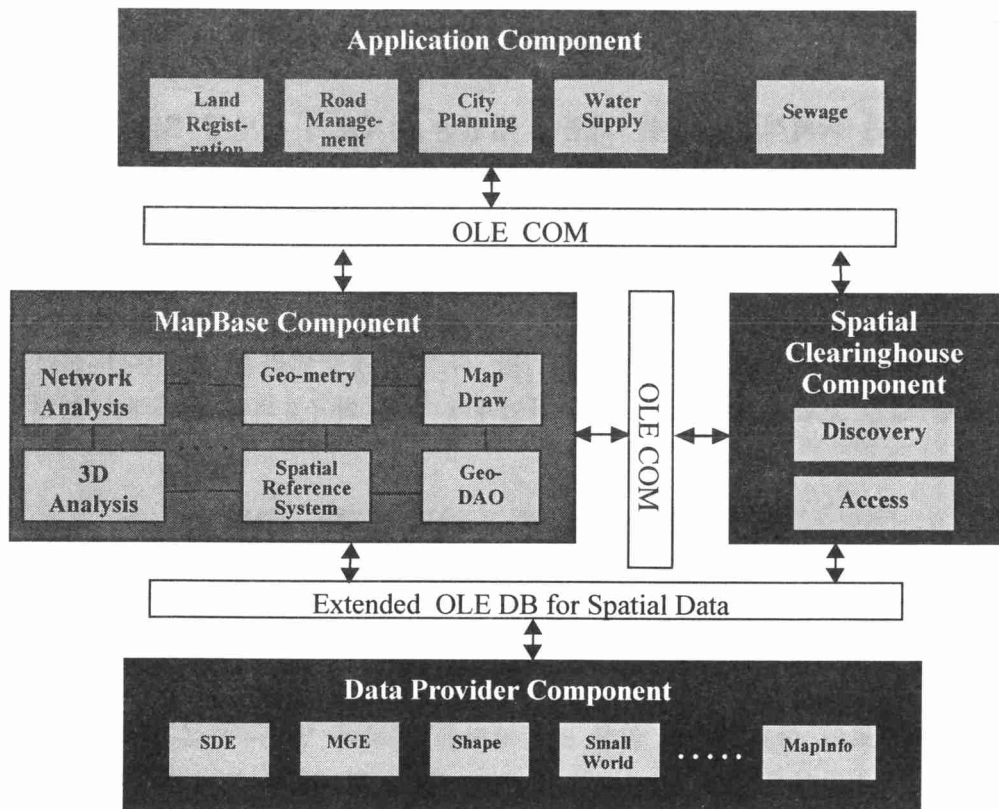 Application Component
Land
Regist-
ration
Road
Manage-
ment
City
Planning
Water
Supply
Sewage
OLE COM
MapBase Component
Network
Analysis
Geo-metry
Map
Draw
3D
Analysis
Spatial
Reference
System
Geo-
DAO
OLE COM
Spatial
Clearinghouse
Component
Discovery
Access
Extended OLE DB for Spatial Data
Data Provider Component
SDE
MGE
Shape
Small
World
.....
MapInfo